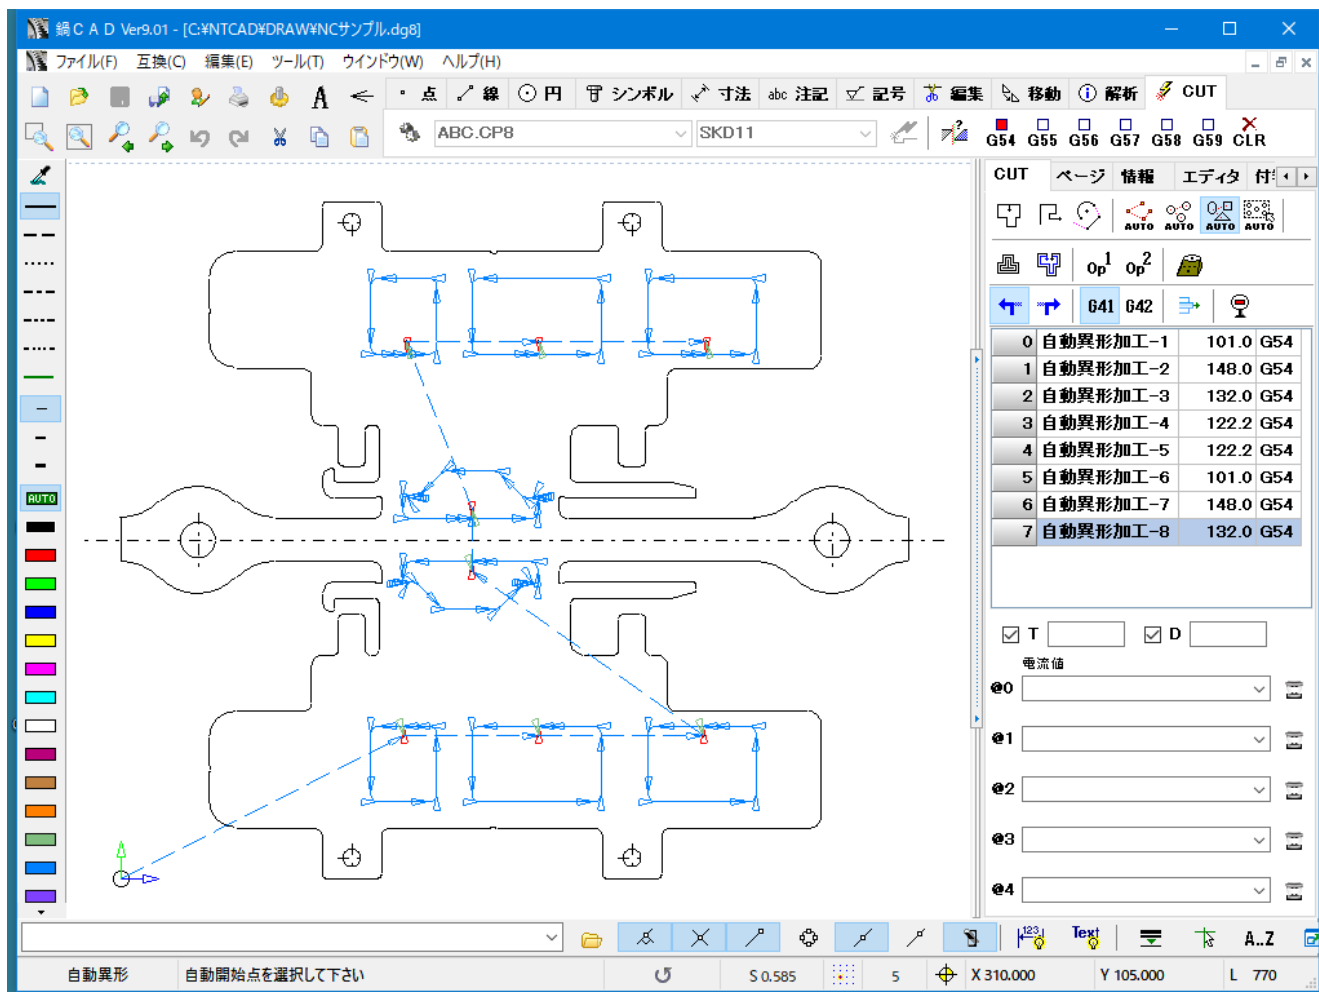 鍋CAD Ver9.01 - [C:¥NTCAD¥DRAW¥NCサンプル.dg8]
ファイル(F) 互換(C) 編集(E) ツール(T) ウインドウ(W) ヘルプ(H)
A 点 線 円 シンボル 寸法 abc 注記 記号 編集 移動 解析 CUT
ABC.CP8 SKD11 G54 G55 G56 G57 G58 G59 CLR
CUT ページ 情報 エディタ
AUTO AUTO AUTO AUTO
Op1 Op2
G41 G42
0 自動異形加工-1 101.0 G54
1 自動異形加工-2 148.0 G54
2 自動異形加工-3 132.0 G54
3 自動異形加工-4 122.2 G54
4 自動異形加工-5 122.2 G54
5 自動異形加工-6 101.0 G54
6 自動異形加工-7 148.0 G54
7 自動異形加工-8 132.0 G54
AUTO
T D
電流値
@0
@1
@2
@3
@4
123 Text A..Z
自動異形 自動開始点を選択して下さい S 0.585 5 X 310.000 Y 105.000 L 770